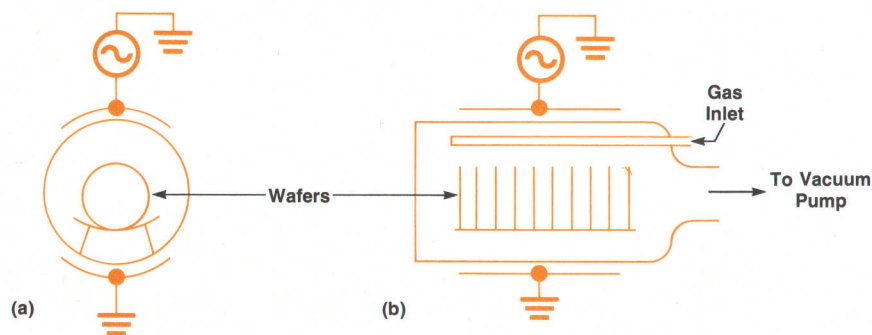 Gas
Inlet
Wafers
To Vacuum
Pump
(a)
(b)